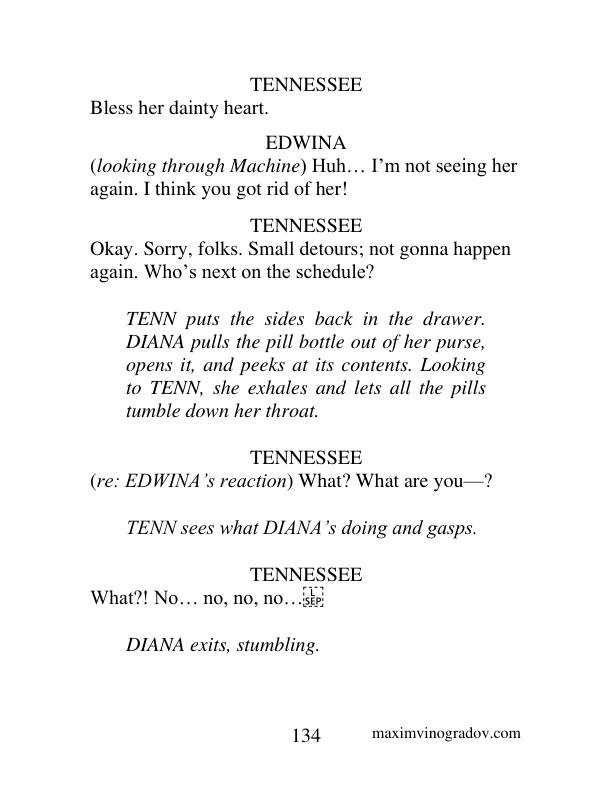 TENNESSEE
Bless her dainty heart.
EDWINA
(looking through Machine) Huh… I’m not seeing her
again. I think you got rid of her!
TENNESSEE
Okay. Sorry, folks. Small detours; not gonna happen
again. Who’s next on the schedule?
TENN puts the sides back in the drawer.
DIANA pulls the pill bottle out of her purse,
opens it, and peeks at its contents. Looking
to TENN, she exhales and lets all the pills
tumble down her throat.
TENNESSEE
(re: EDWINA’s reaction) What? What are you—?
TENN sees what DIANA’s doing and gasps.
TENNESSEE
What?! No… no, no, no…L SEP
DIANA exits, stumbling.
134 maximvinogradov.com